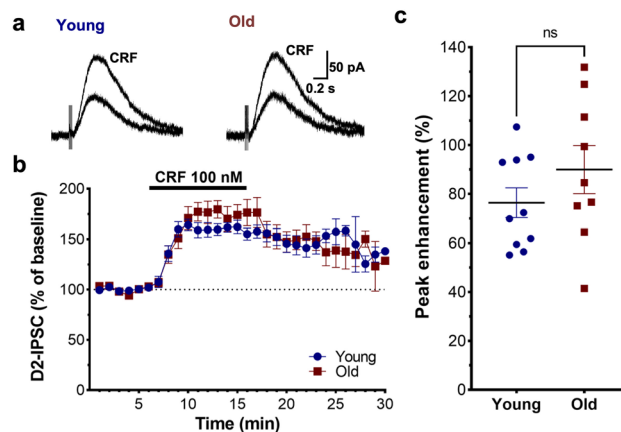 a
Young
Old
CRF
CRF
50 pA
0.2 s
b
CRF 100 nM
200
150
100
50
0
D2-IPSC (% of baseline)
5
10
15
20
25
30
Time (min)
Young
Old
c
ns
140
120
100
80
60
40
20
0
Peak enhancement (%)
Young
Old